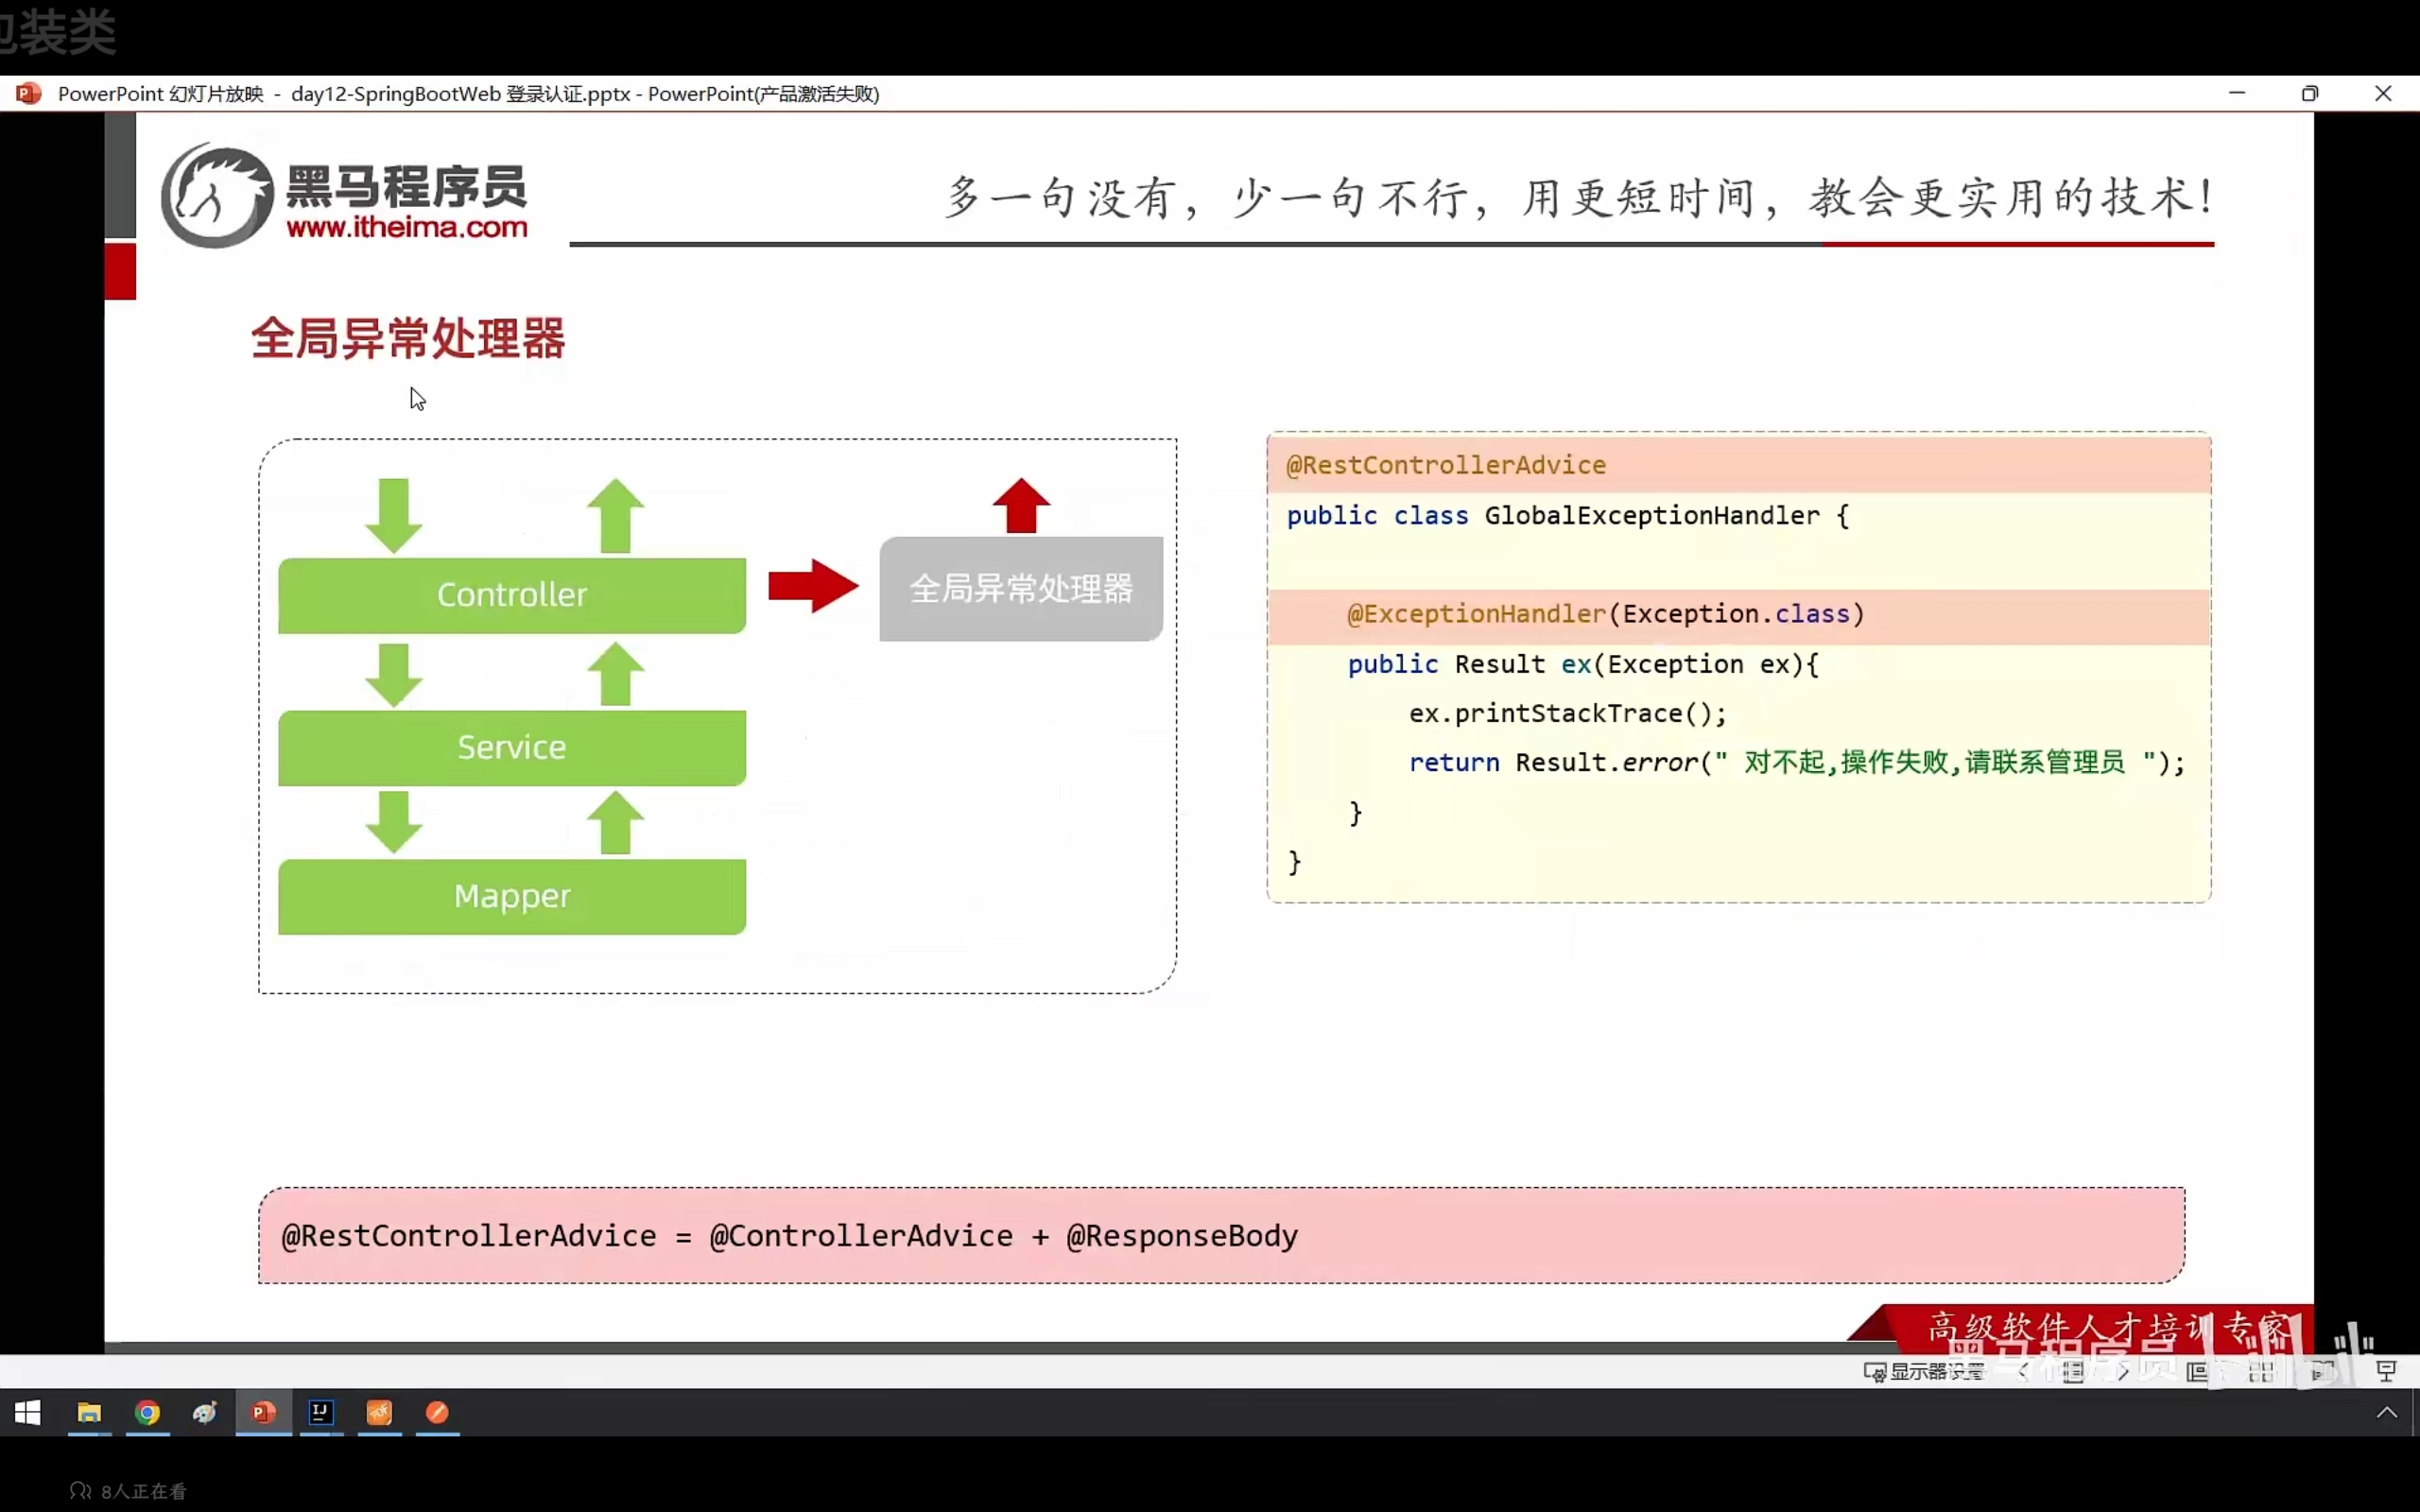 包装类
PowerPoint 幻灯片放映 - day12-SpringBootWeb 登录认证.pptx - PowerPoint(产品激活失败)
黑马程序员
www.itheima.com
多一句没有，少一句不行，用更短时间，教会更实用的技术！
全局异常处理器
Controller
全局异常处理器
Service
Mapper
@RestControllerAdvice
public class GlobalExceptionHandler {
@ExceptionHandler(Exception.class)
public Result ex(Exception ex){
ex.printStackTrace();
return Result.error(" 对不起,操作失败,请联系管理员 ");
}
}
@RestControllerAdvice = @ControllerAdvice + @ResponseBody
高级软件人才培训专家
黑马程序员
显示器设置
8人正在看